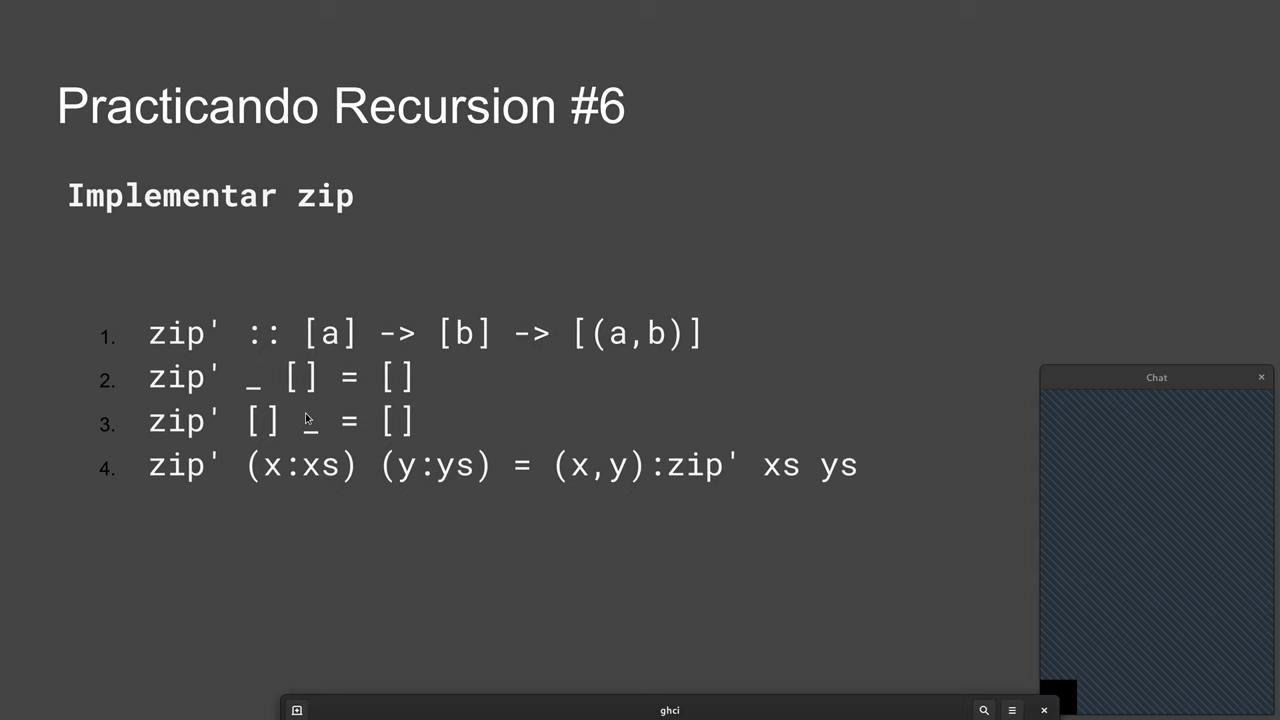 Practicando Recursion #6
Implementar zip
1. zip' :: [a] -> [b] -> [(a,b)]
2. zip' _ [] = []
3. zip' [] _ = []
4. zip' (x:xs) (y:ys) = (x,y):zip' xs ys
Chat
ghci